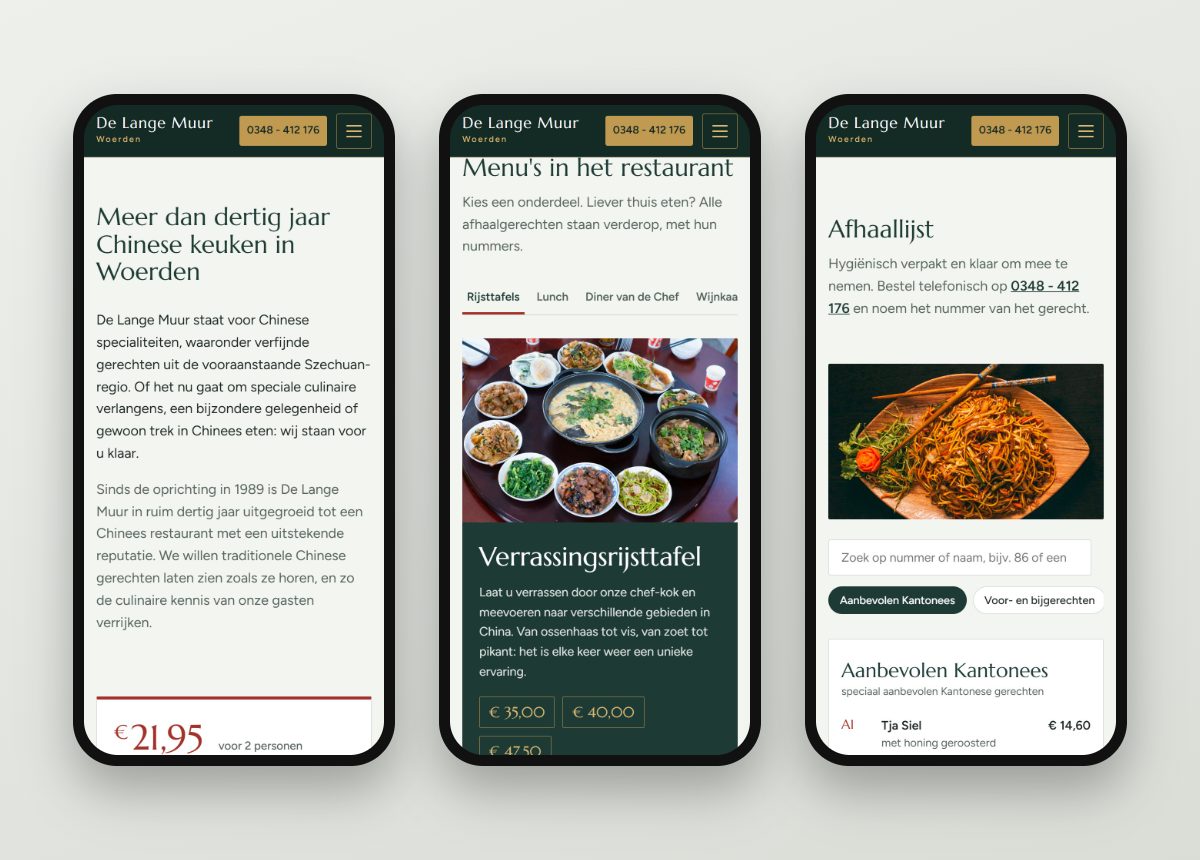 De Lange Muur
Woerden
0348 - 412 176
Meer dan dertig jaar
Chinese keuken in
Woerden
De Lange Muur staat voor Chinese
specialiteiten, waaronder verfijnde
gerechten uit de vooraanstaande Szechuan-
regio. Of het nu gaat om speciale culinaire
verlangens, een bijzondere gelegenheid of
gewoon trek in Chinees eten: wij staan voor
u klaar.
Sinds de oprichting in 1989 is De Lange
Muur in ruim dertig jaar uitgegroeid tot een
Chinees restaurant met een uitstekende
reputatie. We willen traditionele Chinese
gerechten laten zien zoals ze horen, en zo
de culinaire kennis van onze gasten
verrijken.
€21,95 voor 2 personen
De Lange Muur
Woerden
0348 - 412 176
Menu's in het restaurant
Kies een onderdeel. Liever thuis eten? Alle
afhaalgerechten staan verderop, met hun
nummers.
Rijsttafels Lunch Diner van de Chef Wijnkaa
Verrassingsrijsttafel
Laat u verrassen door onze chef-kok en
meevoeren naar verschillende gebieden in
China. Van ossenhaas tot vis, van zoet tot
pikant: het is elke keer weer een unieke
ervaring.
€ 35,00 € 40,00
€ 47,50
De Lange Muur
Woerden
0348 - 412 176
Afhaallijst
Hygiënisch verpakt en klaar om mee te
nemen. Bestel telefonisch op 0348 - 412
176 en noem het nummer van het gerecht.
Zoek op nummer of naam, bijv. 86 of een
Aanbevolen Kantonees Voor- en bijgerechten
Aanbevolen Kantonees
speciaal aanbevolen Kantonese gerechten
A1 Tja Siel € 14,60
met honing geroosterd